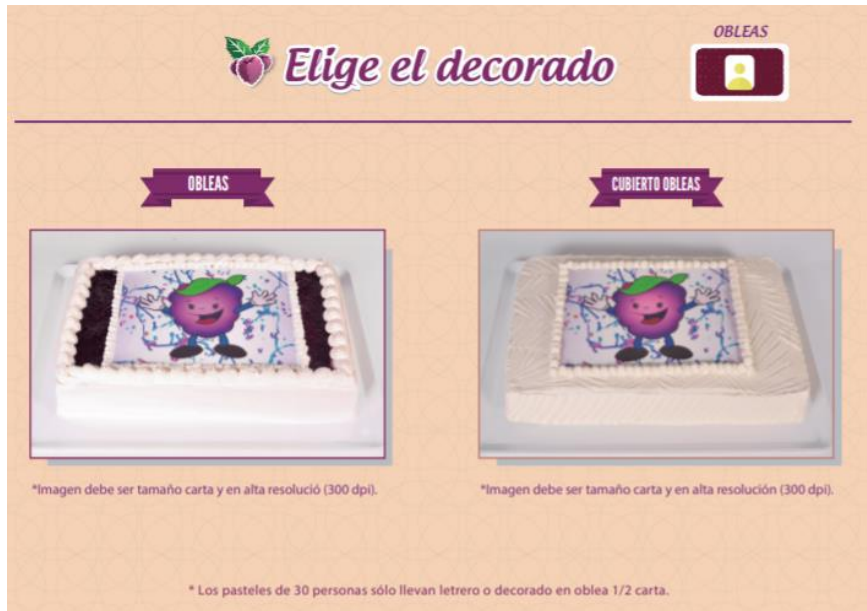 OBLEAS
Elige el decorado
OBLEAS
CUBIERTO OBLEAS
*Imagen debe ser tamaño carta y en alta resolució (300 dpi).
*Imagen debe ser tamaño carta y en alta resolución (300 dpi).
* Los pasteles de 30 personas sólo llevan letrero o decorado en oblea 1/2 carta.